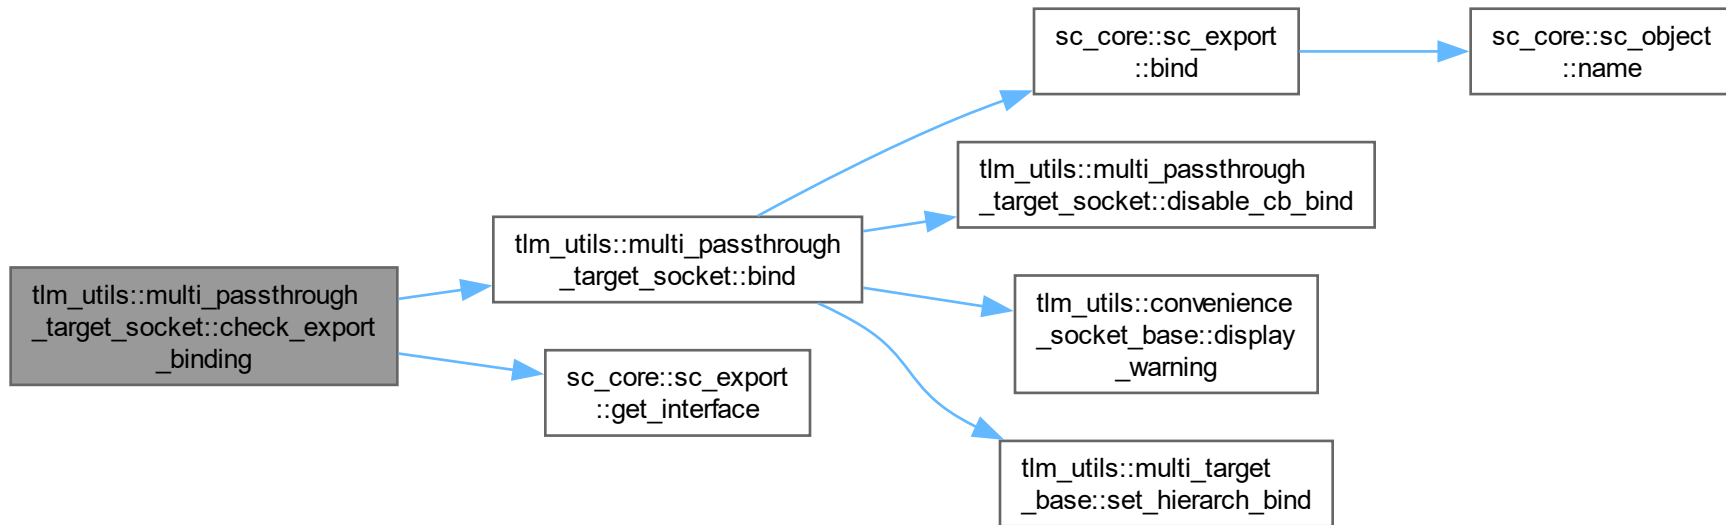 tlm_utils::multi_passthrough
_target_socket::check_export
_binding
tlm_utils::multi_passthrough
_target_socket::bind
sc_core::sc_export
::get_interface
sc_core::sc_export
::bind
tlm_utils::multi_passthrough
_target_socket::disable_cb_bind
tlm_utils::convenience
_socket_base::display
_warning
tlm_utils::multi_target
_base::set_hierarch_bind
sc_core::sc_object
::name